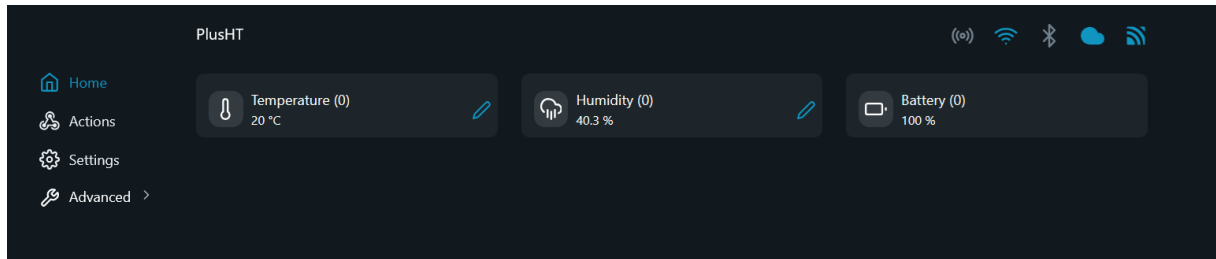 PlusHT
Home
Actions
Settings
Advanced
Temperature (0)
20 °C
Humidity (0)
40.3 %
Battery (0)
100 %